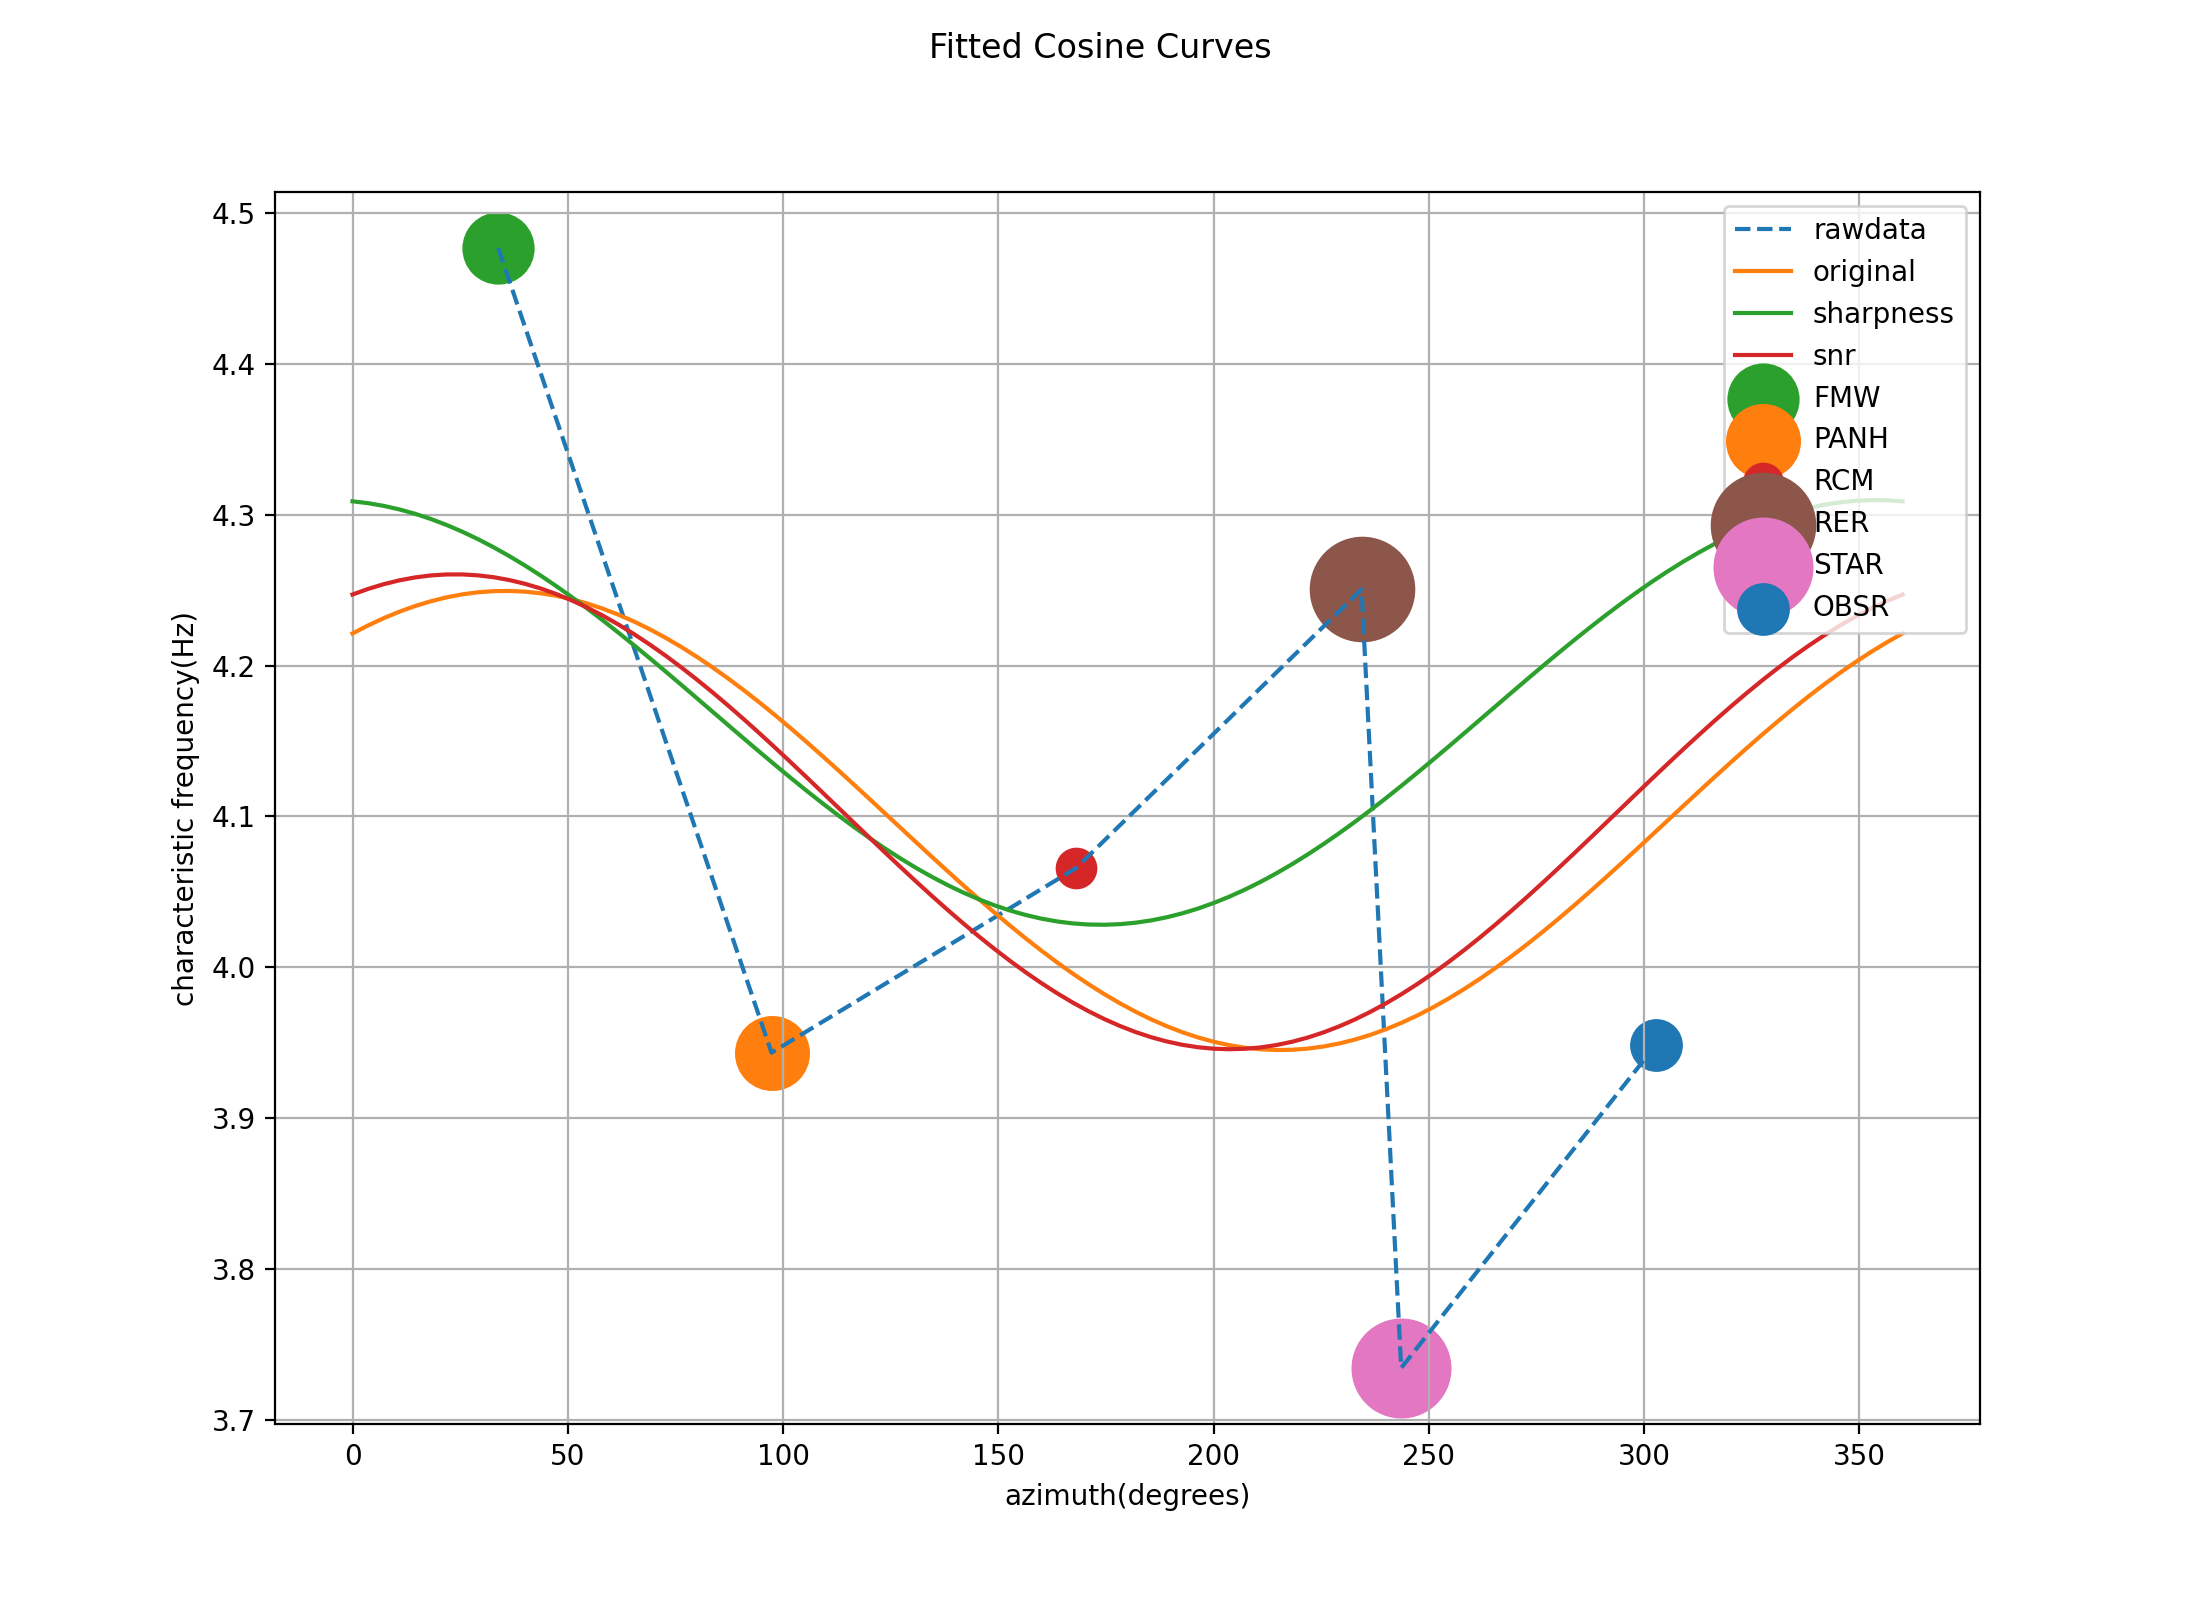 Fitted Cosine Curves
characteristic frequency(Hz)
4.5
4.4
4.3
4.2
4.1
4.0
3.9
3.8
3.7
rawdata
original
sharpness
snr
FMW
PANH
RCM
RER
STAR
OBSR
0 50 100 150 200 250 300 350
azimuth(degrees)